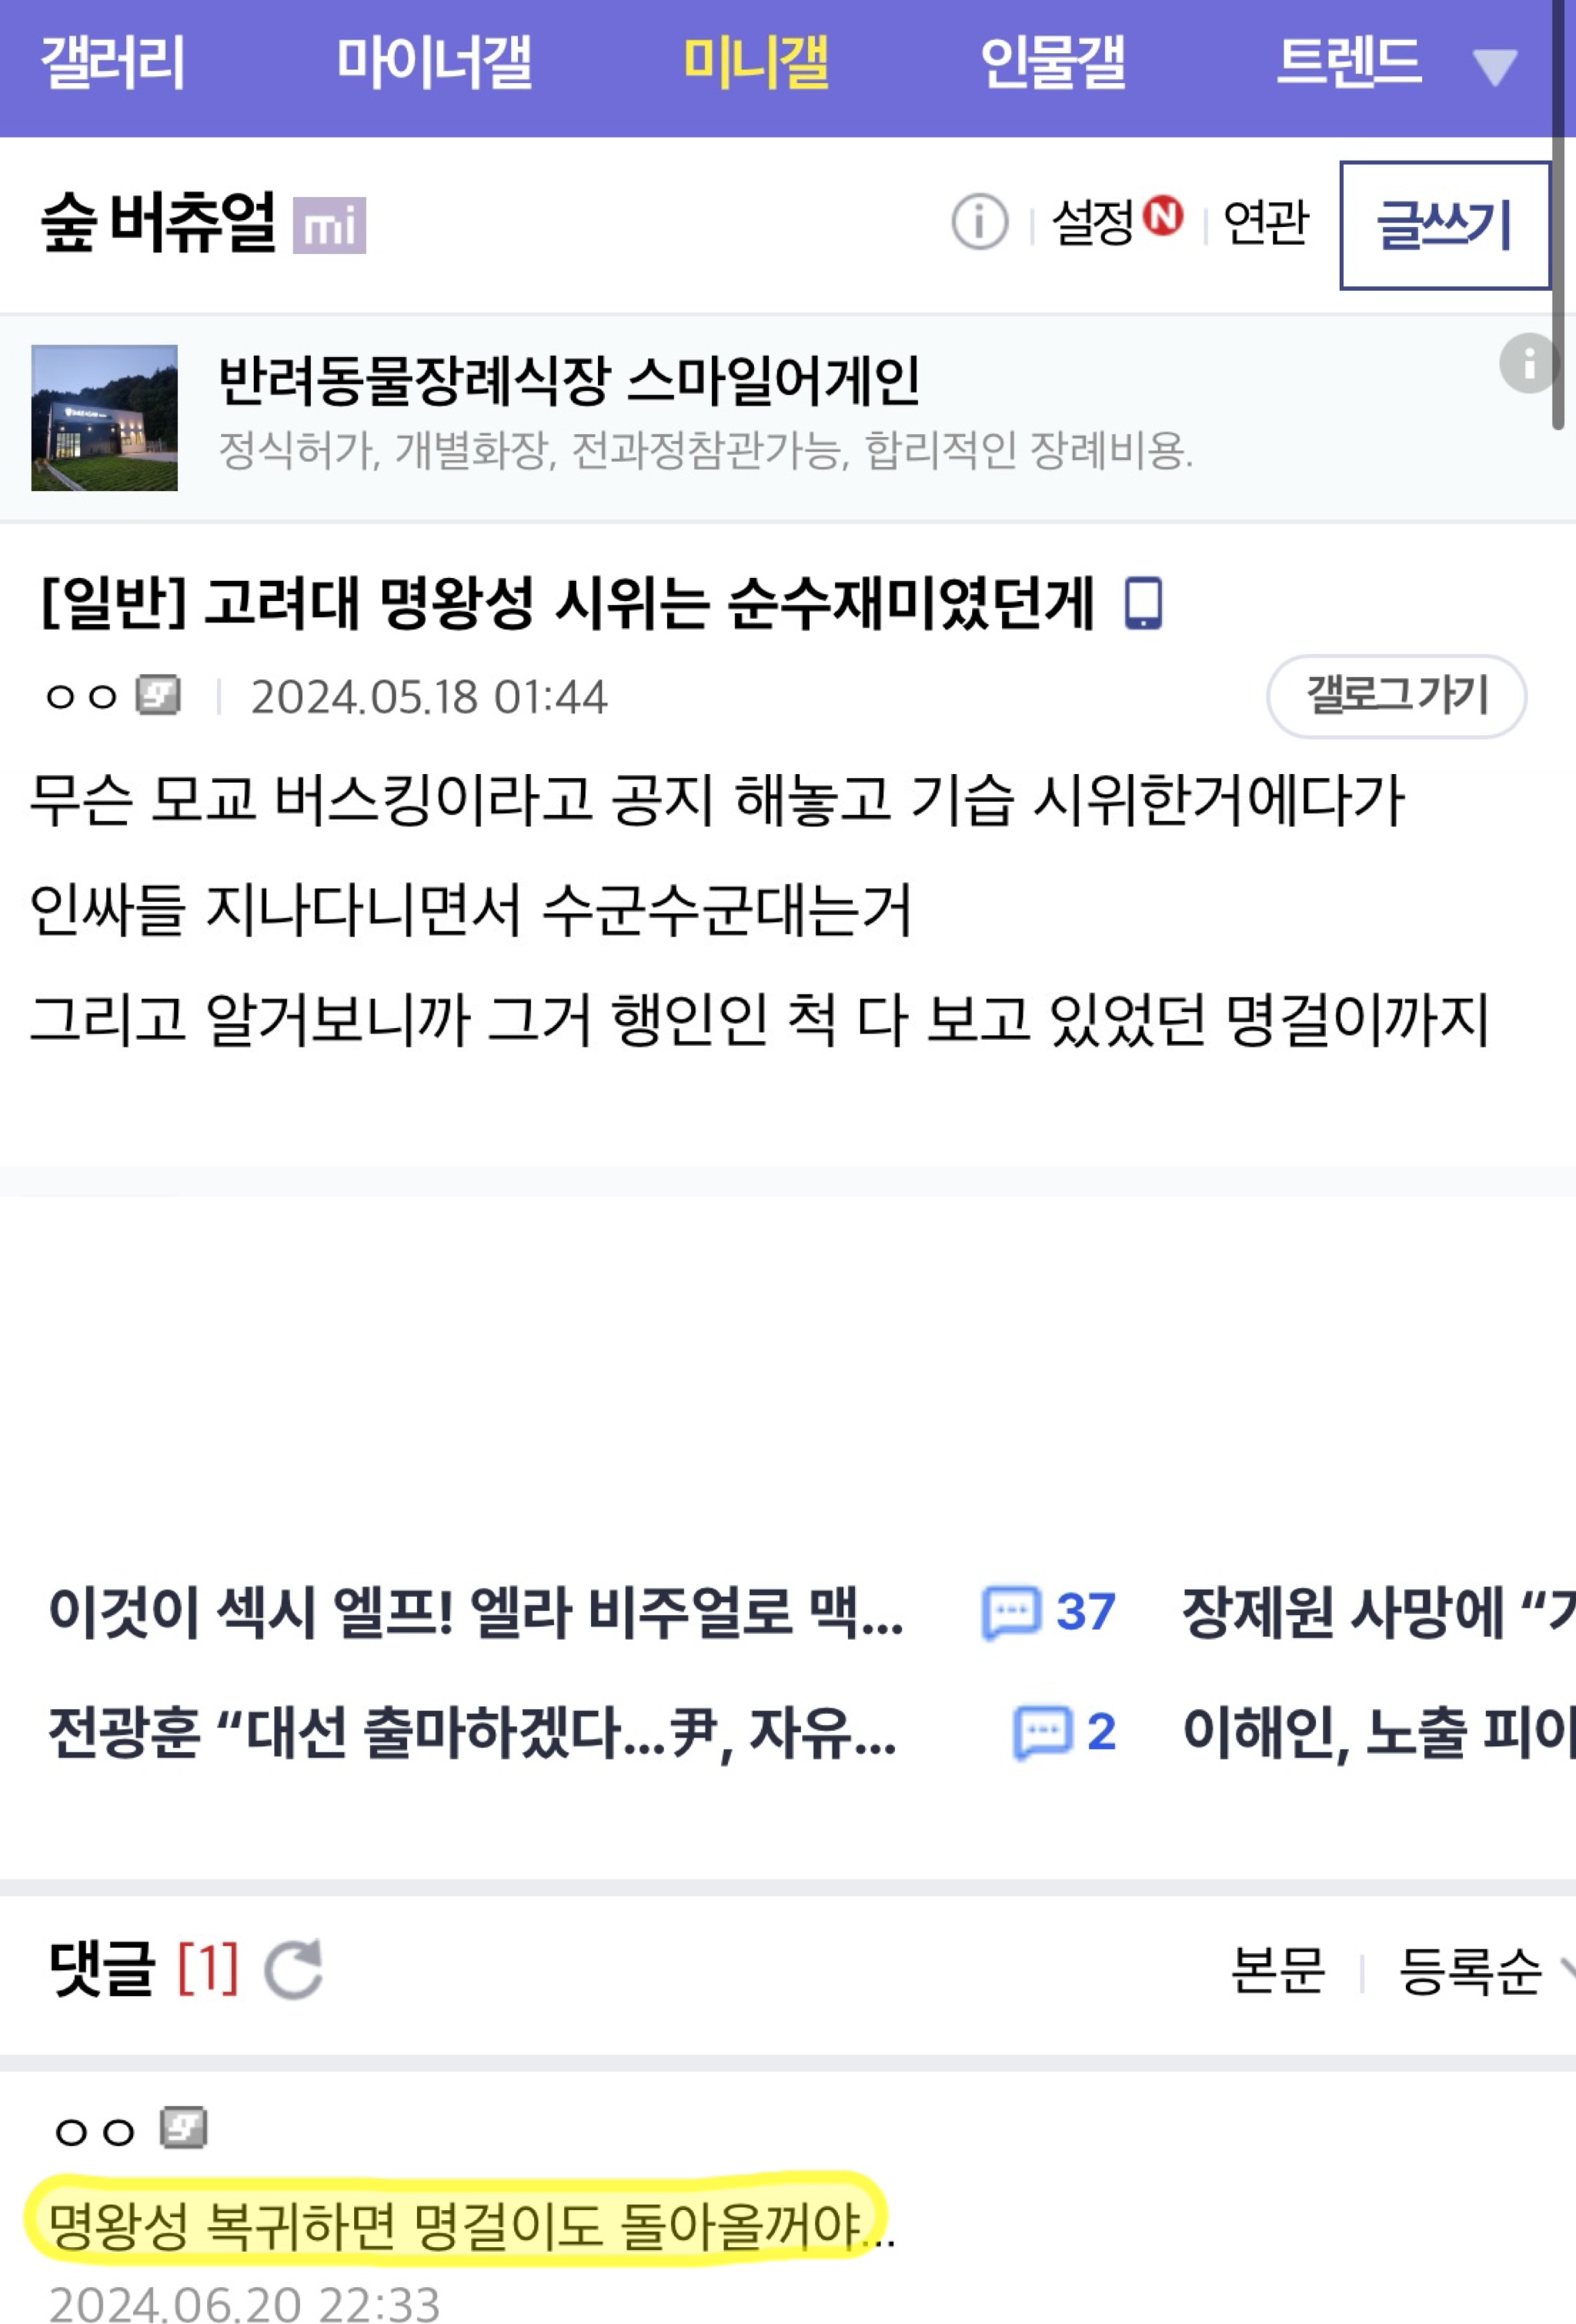 갤러리 마이너갤 미니갤 인물갤 트렌드
숲 버츄얼 mi 설정 N 연관 글쓰기
반려동물장례식장 스마일어게인
정식허가, 개별화장, 전과정참관가능, 합리적인 장례비용.
[일반] 고려대 명왕성 시위는 순수재미였던게
ㅇㅇ 2024.05.18 01:44 갤로그 가기
무슨 모교 버스킹이라고 공지 해놓고 기습 시위한거에다가
인싸들 지나다니면서 수군수군대는거
그리고 알거보니까 그거 행인인 척 다 보고 있었던 명걸이까지
이것이 섹시 엘프! 엘라 비주얼로 맥... 37 장제원 사망에 “
전광훈 “대선 출마하겠다...尹, 자유... 2 이해인, 노출 피이
댓글 [1] 본문 등록순
ㅇㅇ
명왕성 복귀하면 명걸이도 돌아올꺼야...
2024.06.20 22:33